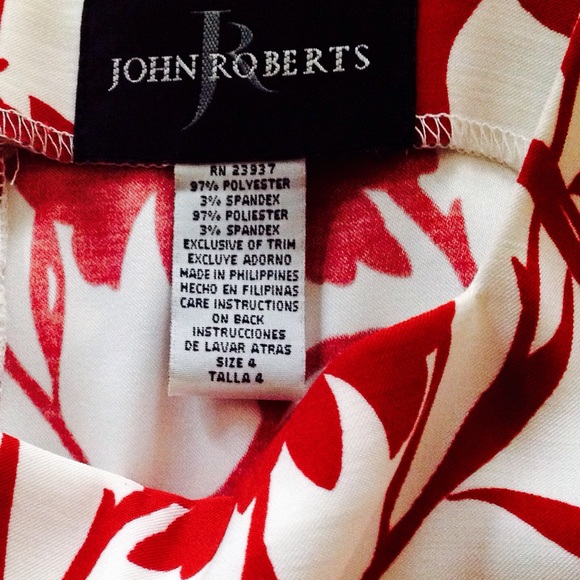 JR
JOHN ROBERTS
RN 23937
97% POLYESTER
3% SPANDEX
97% POLIESTER
3% SPANDEX
EXCLUSIVE OF TRIM
EXCLUYE ADORNO
MADE IN PHILIPPINES
HECHO EN FILIPINAS
CARE INSTRUCTIONS
ON BACK
INSTRUCCIONES
DE LAVAR ATRAS
SIZE 4
TALLA 4